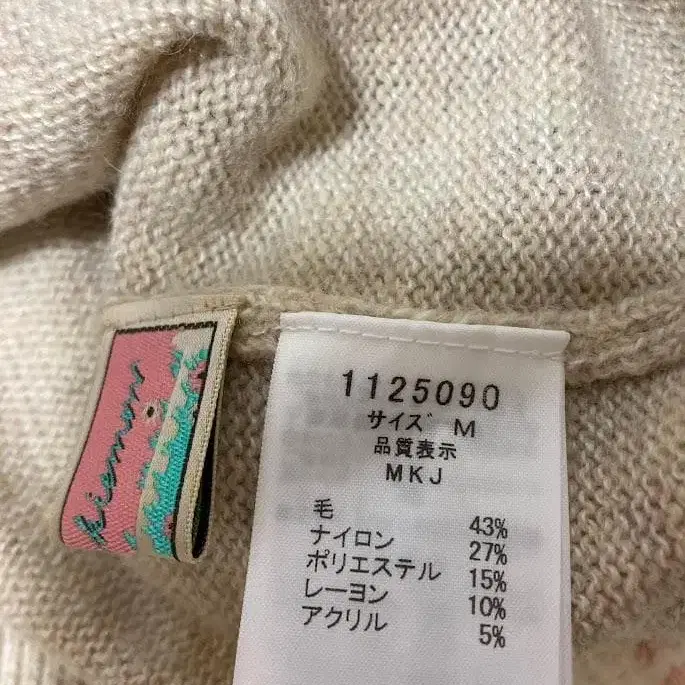 1125090
サイズ M
品質表示
MKJ
毛 43%
ナイロン 27%
ポリエステル 15%
レーヨン 10%
アクリル 5%